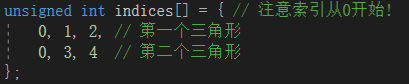 unsigned int indices[] = { // 注意索引从0开始!
0, 1, 2, // 第一个三角形
0, 3, 4  // 第二个三角形
};